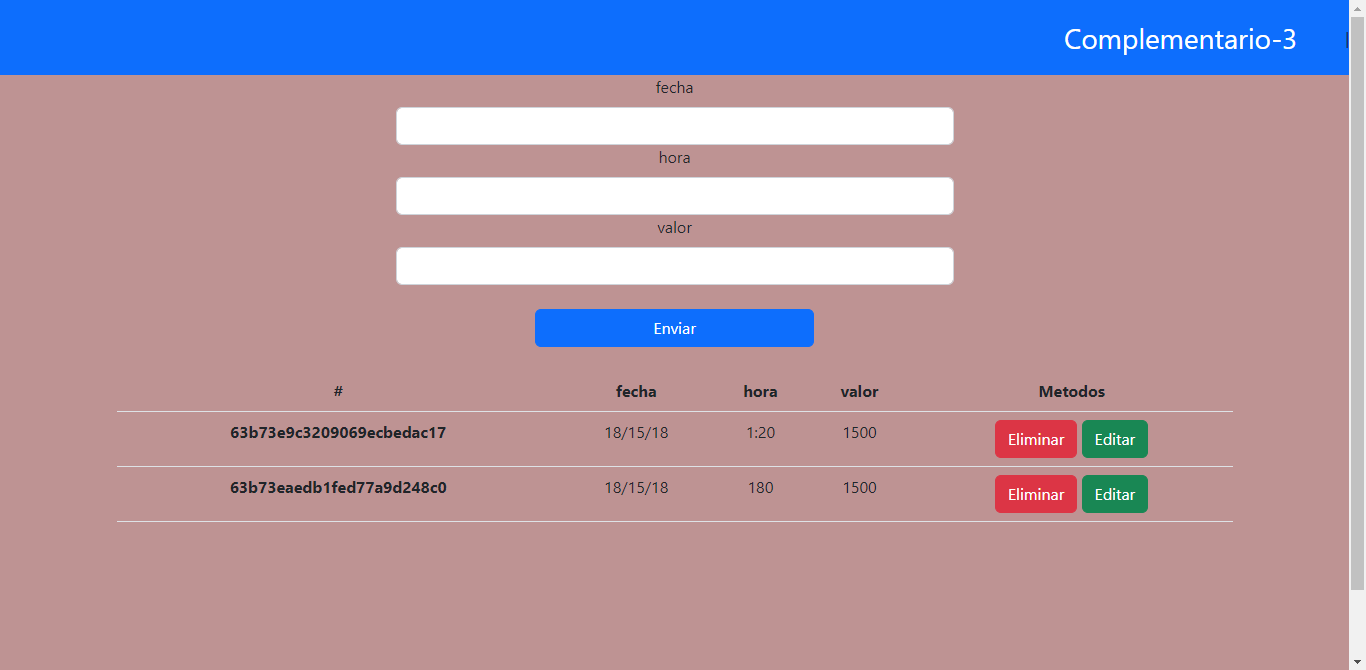 Complementario-3
fecha
hora
valor
Enviar
# fecha hora valor Metodos
63b73e9c3209069ecbedac17 18/15/18 1:20 1500 Eliminar Editar
63b73eaedb1fed77a9d248c0 18/15/18 180 1500 Eliminar Editar